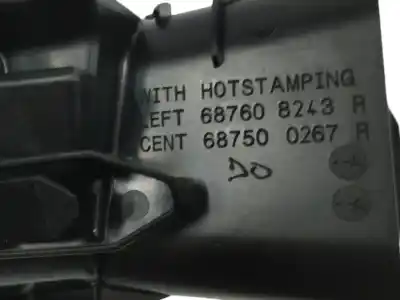 WITH HOTSTAMPING
LEFT 68760 8243 R
CENT 68750 0267 R
DO